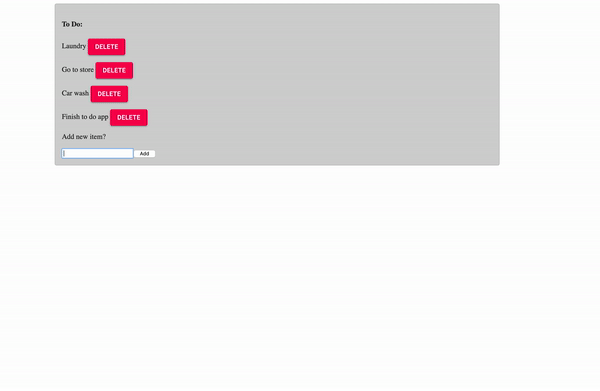 To Do:
Laundry DELETE
Go to store DELETE
Car wash DELETE
Finish to do app DELETE
Add new item?
Add